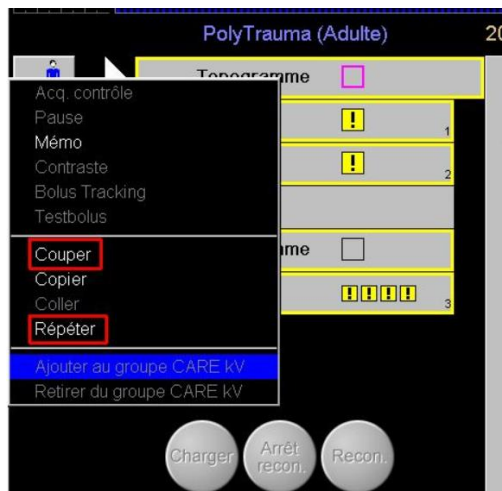 PolyTrauma (Adulte)
20
Topogramme
Acq. contrôle
Pause
Mémo
Contraste
Bolus Tracking
Testbolus
! 1
! 2
Couper
Copier
Coller
Répéter
mme
! ! ! ! 3
Ajouter au groupe CARE kV
Retirer du groupe CARE kV
Charger
Arrêt
recon.
Recon.